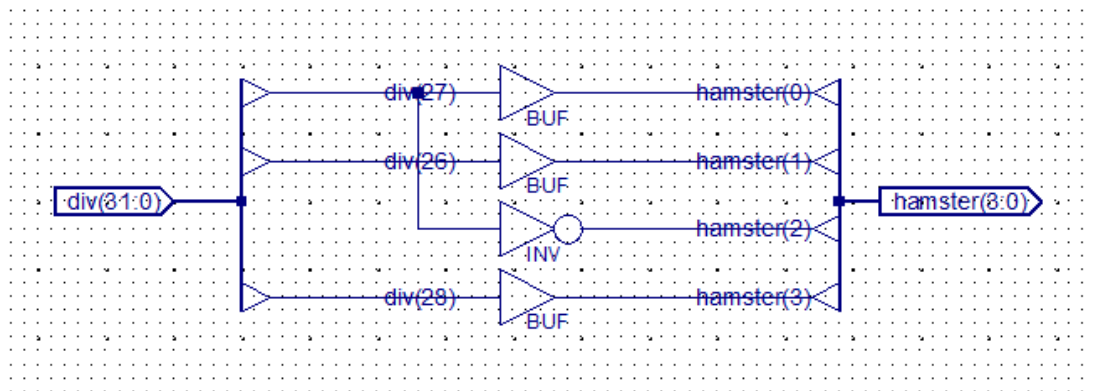 div(27) hamster(0)
BUF
div(26) hamster(1)
BUF
div(31:0) hamster(3:0)
hamster(2)
INV
div(28) hamster(3)
BUF